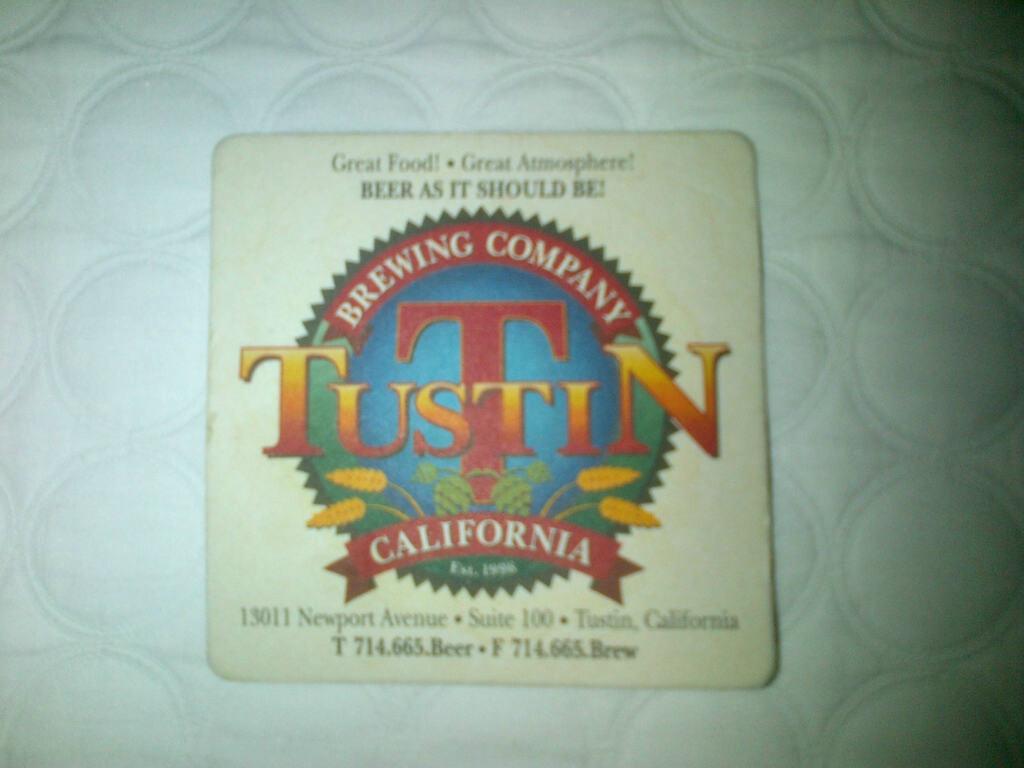 Great Food! • Great Atmosphere!
BEER AS IT SHOULD BE!
BREWING COMPANY
T
TUSTIN
CALIFORNIA
EST. 1996
13011 Newport Avenue • Suite 100 • Tustin, California
T 714.665.Beer • F 714.665.Brew